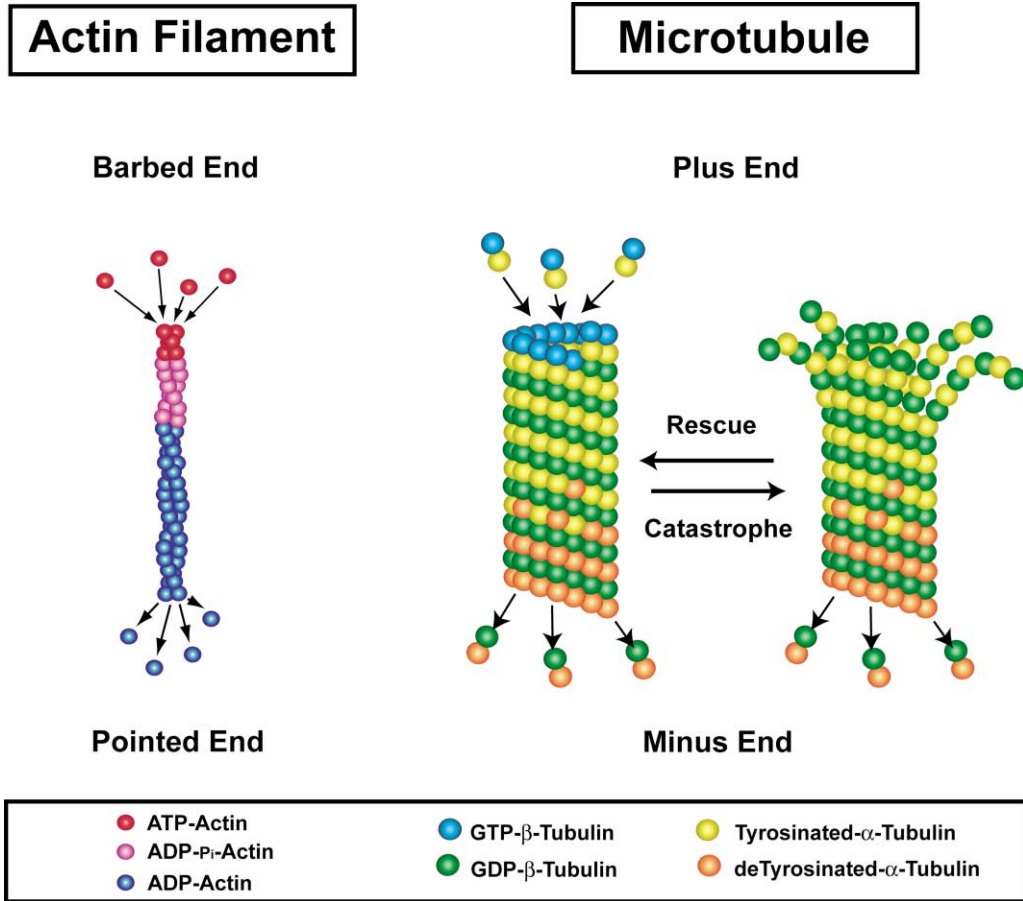 Actin Filament
Microtubule
Barbed End
Plus End
Rescue
Catastrophe
Pointed End
Minus End
ATP-Actin
ADP-Pi-Actin
ADP-Actin
GTP-β-Tubulin
GDP-β-Tubulin
Tyrosinated-α-Tubulin
deTyrosinated-α-Tubulin